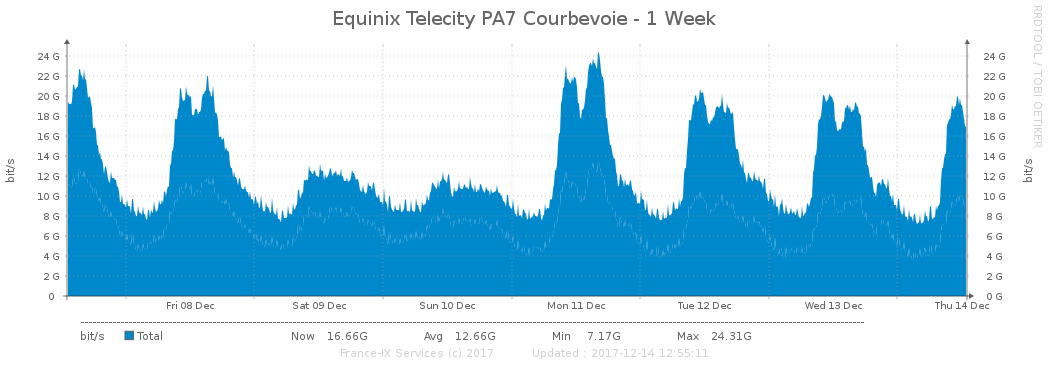 Equinix Telecity PA7 Courbevoie - 1 Week
RRDTOOL / TOBI OETIKER
bit/s
24 G 24 G
22 G 22 G
20 G 20 G
18 G 18 G
16 G 16 G
14 G 14 G
12 G 12 G
10 G 10 G
8 G 8 G
6 G 6 G
4 G 4 G
2 G 2 G
0 0 G
bit/s
Fri 08 Dec Sat 09 Dec Sun 10 Dec Mon 11 Dec Tue 12 Dec Wed 13 Dec Thu 14 Dec
bit/s Total Now 16.66G Avg 12.66G Min 7.17G Max 24.31G
France-IX Services (c) 2017 Updated : 2017-12-14 12:55:11